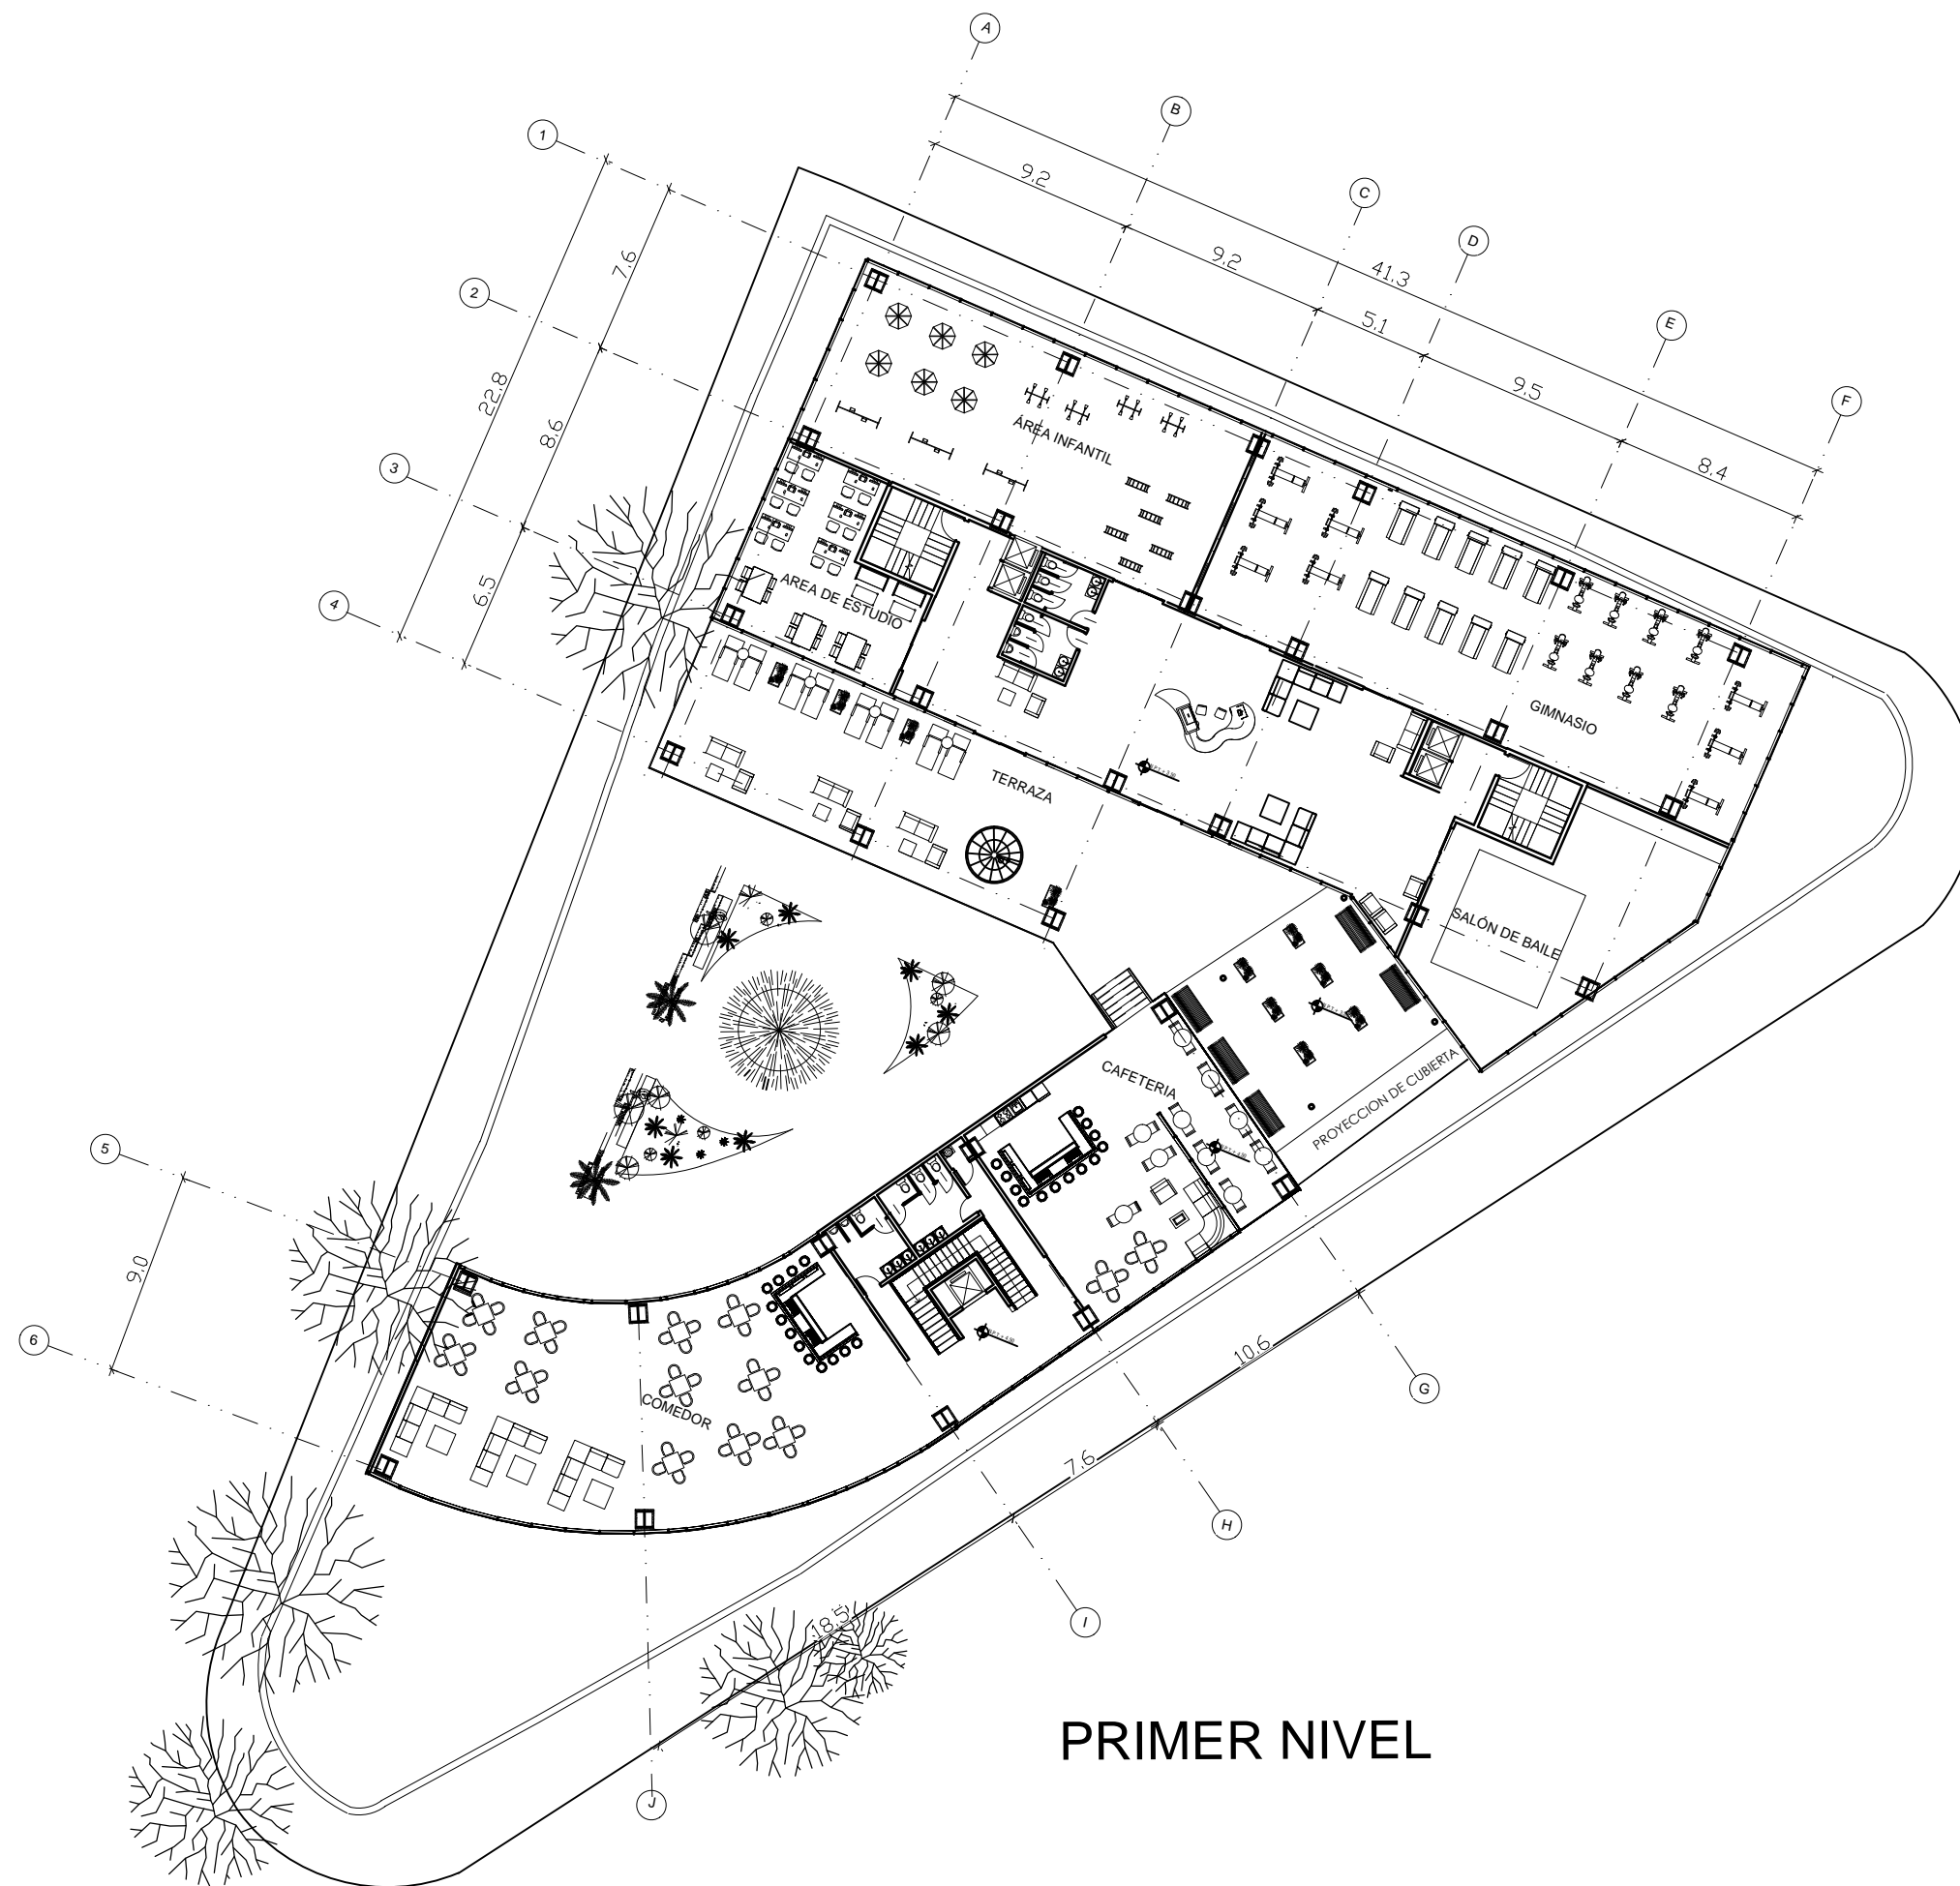 A
B
1
C
9.2
D
9.2
41.3
7.6
2
E
5.1
9.5
F
22.8
8.6
ÁREA INFANTIL
8.4
3
6.5
AREA DE ESTUDIO
4
GIMNASIO
TERRAZA
SALÓN DE BAILE
CAFETERIA
PROYECCION DE CUBIERTA
5
9.0
6
10.6
G
COMEDOR
7.6
H
18.5
I
PRIMER NIVEL
J